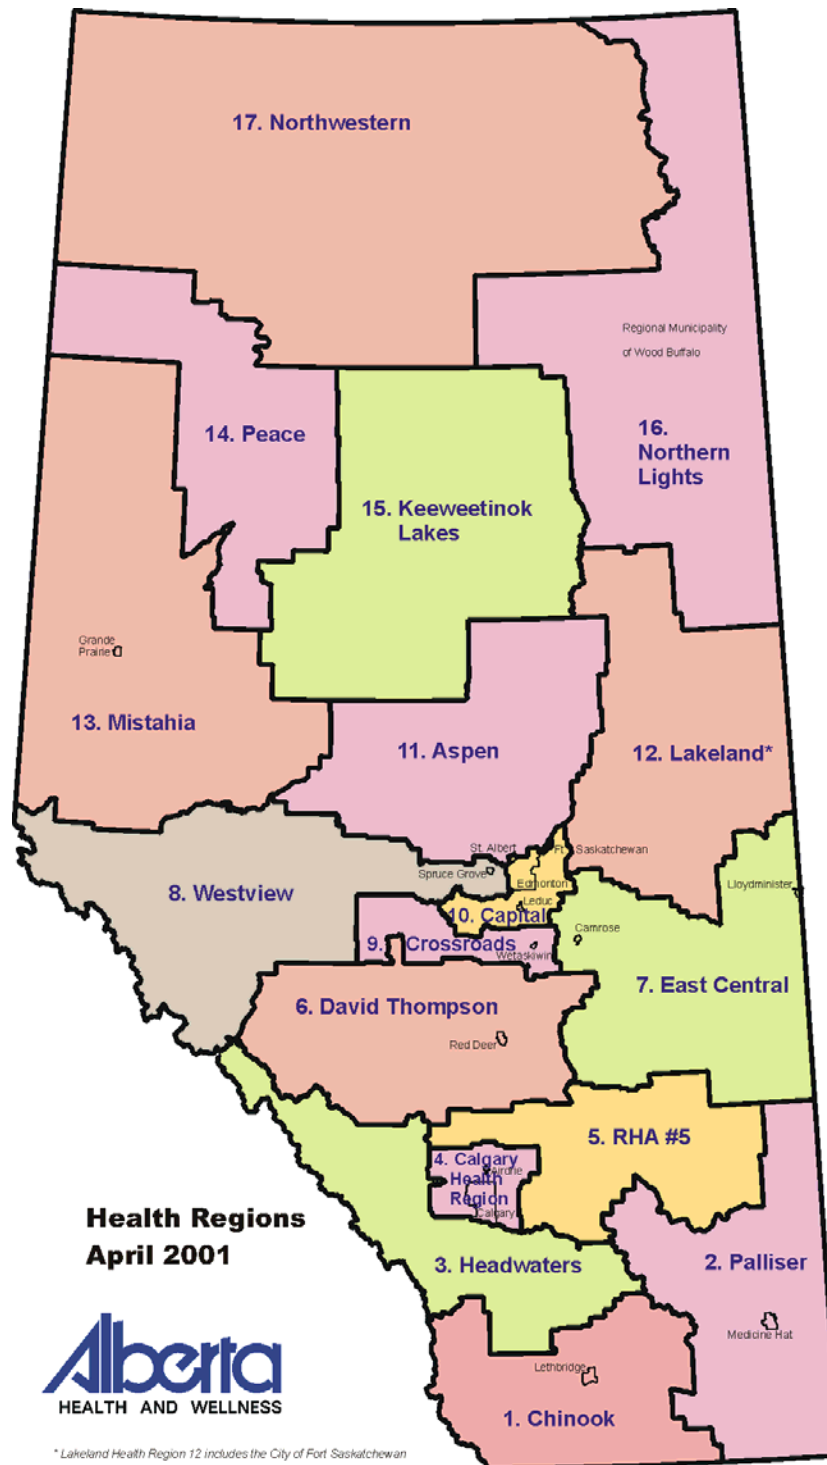 17. Northwestern
Regional Municipality
of Wood Buffalo
14. Peace
16.
Northern
Lights
15. Keeweetinok
Lakes
Grande
Prairie
13. Mistahia
11. Aspen
12. Lakeland*
St. Albert
Ft. Saskatchewan
Spruce Grove
Edmonton
Lloydminister
8. Westview
Leduc
10. Capital
Camrose
9. Crossroads
Wetaskiwin
7. East Central
6. David Thompson
Red Deer
5. RHA #5
4. Calgary
Health
Region
Airdrie
Calgary
Health Regions
April 2001
3. Headwaters
2. Palliser
Medicine Hat
Lethbridge
1. Chinook
Alberta
HEALTH AND WELLNESS
* Lakeland Health Region 12 includes the City of Fort Saskatchewan